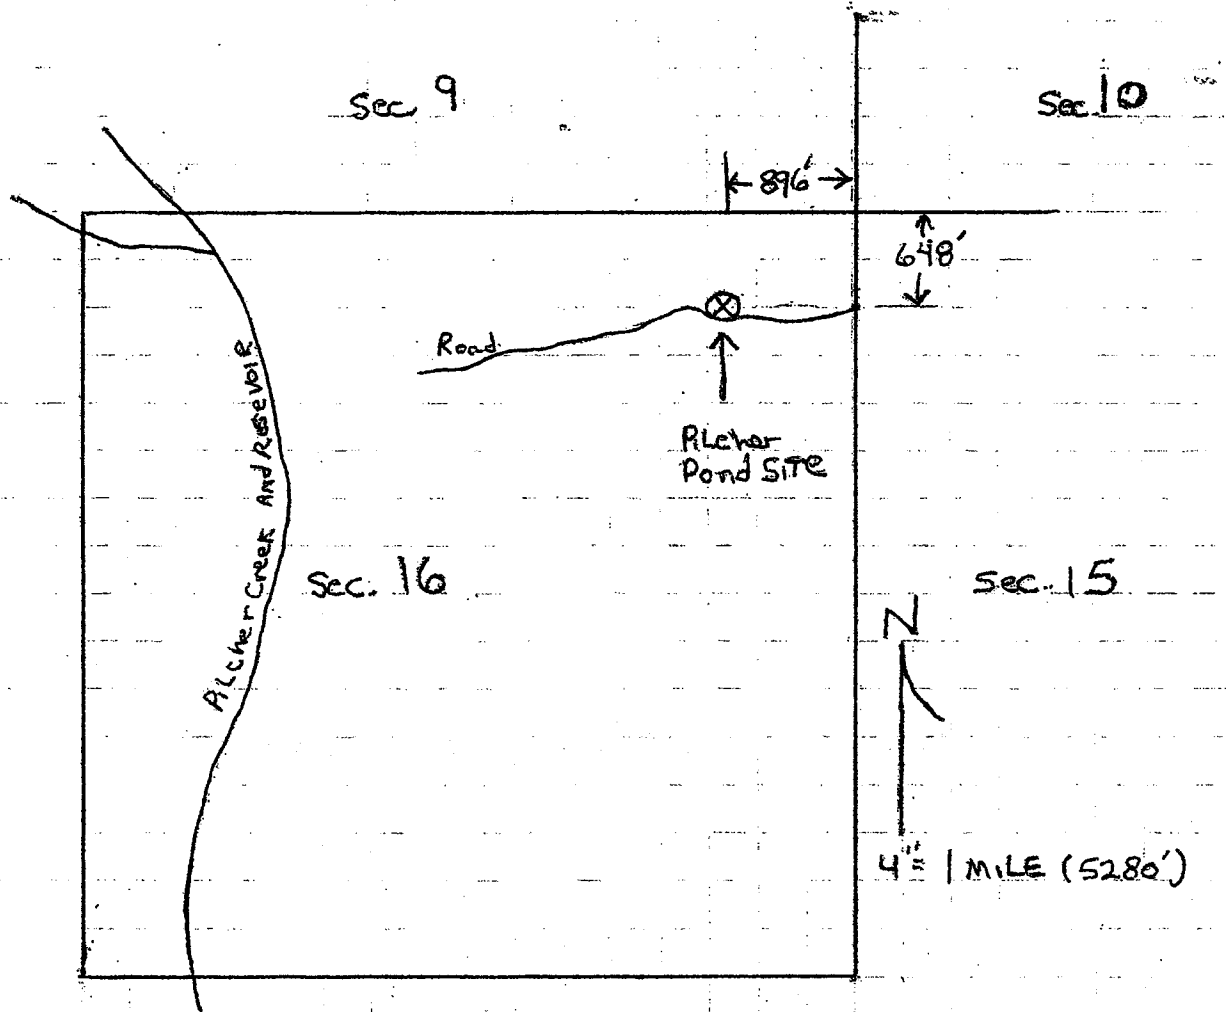 Sec. 9
Sec. 10
896'
648'
Road
Pilcher
Pond Site
Pilcher Creek And Resevoir
Sec. 16
Sec. 15
N
4" = 1 MiLE (5280')